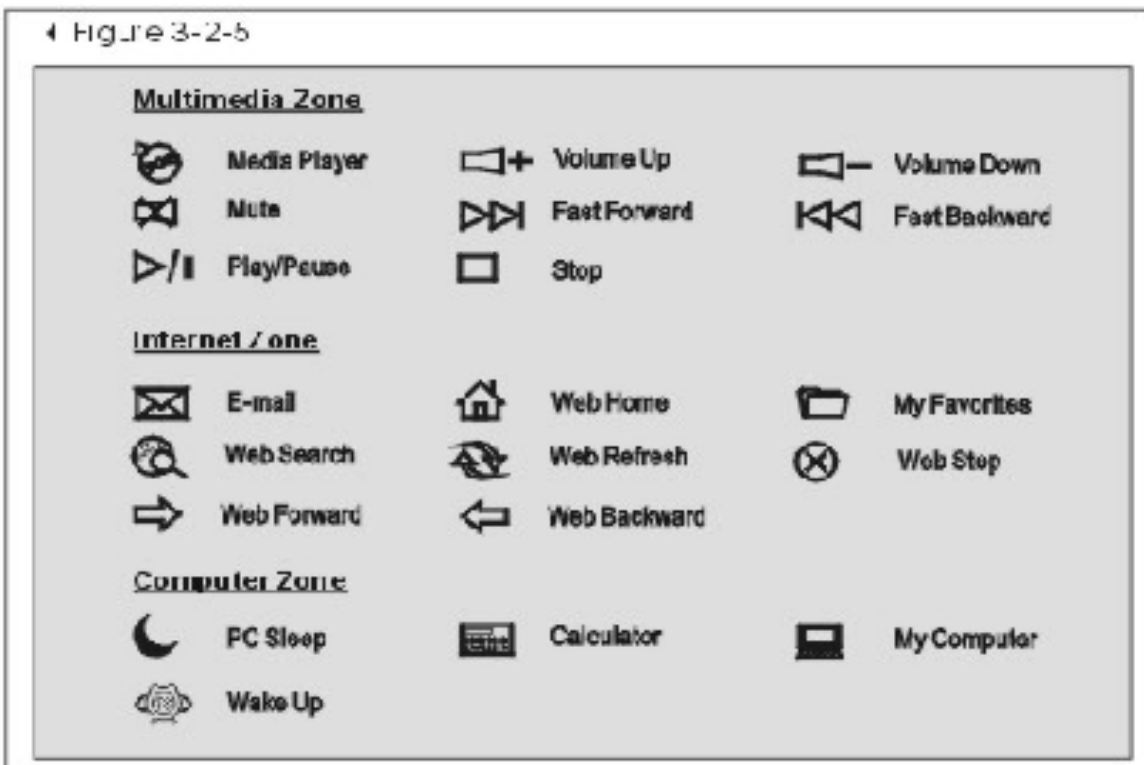 Figure 3-2-5
Multimedia Zone
Media Player Volume Up Volume Down
Mute Fast Forward Fast Backward
Play/Pause Stop
Internet Zone
E-mail Web Home My Favorites
Web Search Web Refresh Web Stop
Web Forward Web Backward
Computer Zone
PC Sleep Calculator My Computer
Wake Up